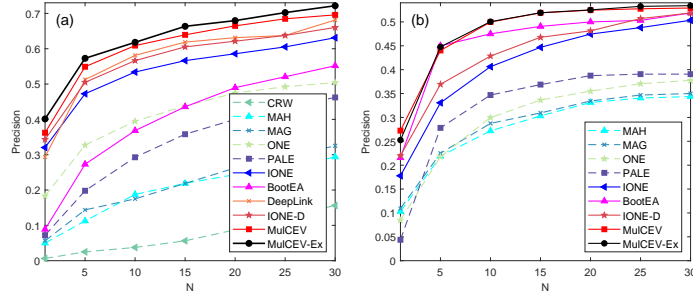 (a)
0.7
0.6
0.5
0.4
0.3
0.2
0.1
0
Precision
5 10 15 20 25 30
N
CRW
MAH
MAG
ONE
PALE
IONE
BootEA
DeepLink
IONE-D
MulCEV
MulCEV-Ex
(b)
0.5
0.45
0.4
0.35
0.3
0.25
0.2
0.15
0.1
0.05
0
Precision
5 10 15 20 25 30
N
MAH
MAG
ONE
PALE
IONE
BootEA
IONE-D
MulCEV
MulCEV-Ex